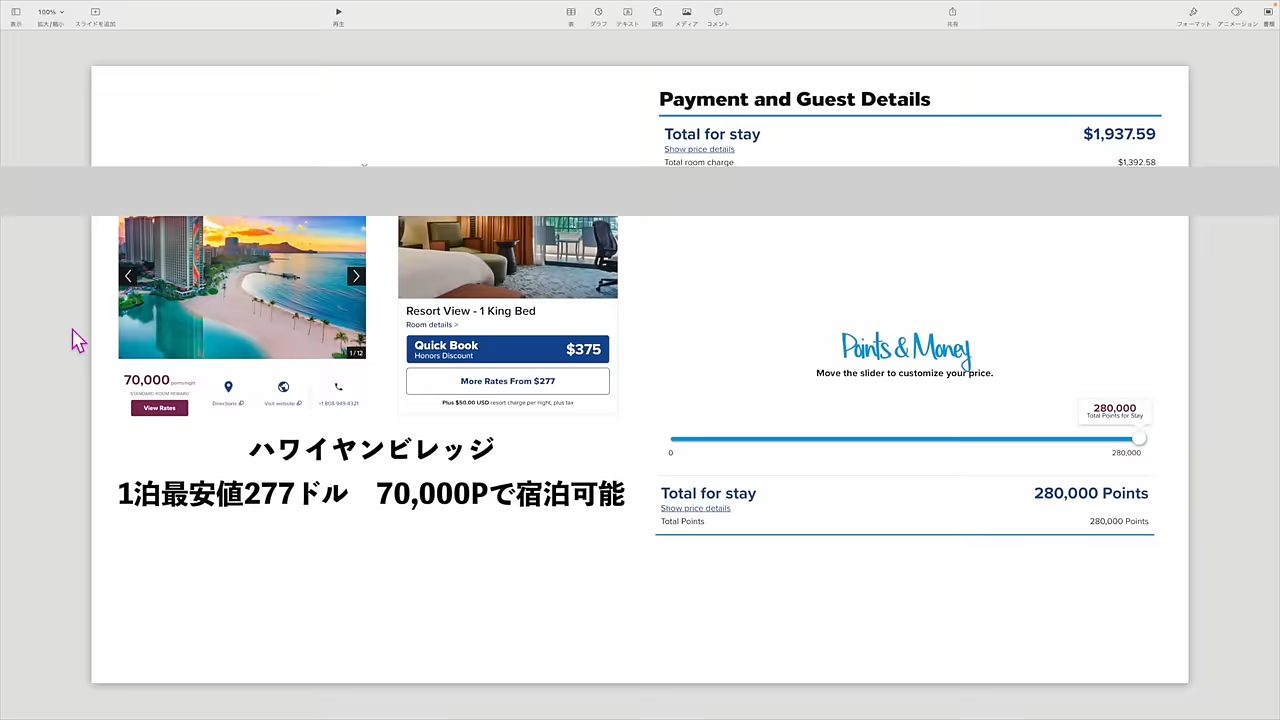 100%
表示
拡大/縮小
スライドを追加
再生
表
グラフ
テキスト
図形
メディア
コメント
共有
フォーマット
アニメーション
書類
Payment and Guest Details
Total for stay
$1,937.59
Show price details
Total room charge
$1,392.58
1/12
70,000 points/night
STANDARD ROOM REWARD
View Rates
Directions
Visit website
+1 808-949-4321
Resort View - 1 King Bed
Room details >
Quick Book
Honors Discount
$375
More Rates From $277
Plus $50.00 USD resort charge per night, plus tax
ハワイヤンビレッジ
1泊最安値277ドル　70,000Pで宿泊可能
Points & Money
Move the slider to customize your price.
280,000
Total Points for Stay
0
280,000
Total for stay
280,000 Points
Show price details
Total Points
280,000 Points